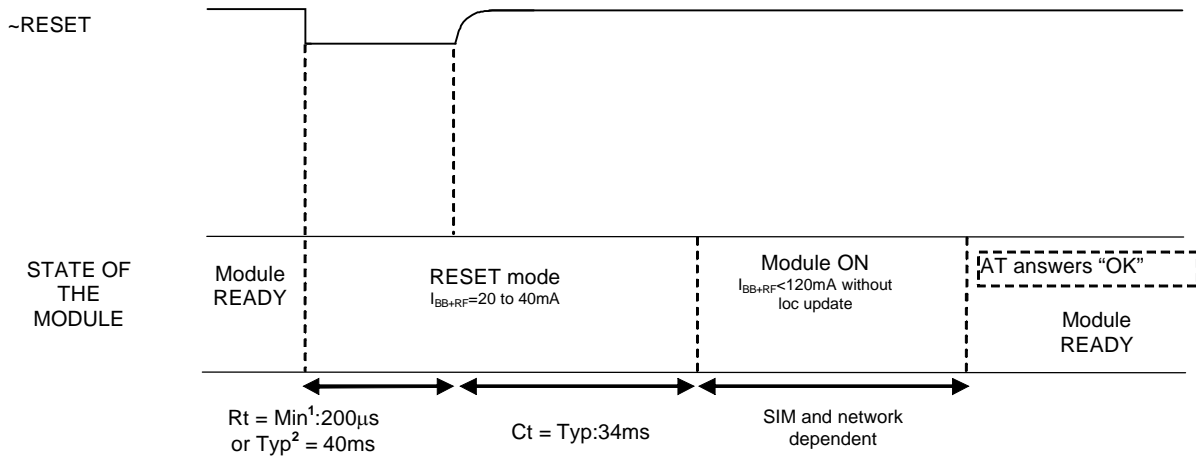 ~RESET
STATE OF
THE
MODULE
Module
READY
RESET mode
IBB+RF=20 to 40mA
Module ON
IBB+RF<120mA without
loc update
AT answers “OK”
Module
READY
Rt = Min1:200µs
or Typ2 = 40ms
Ct = Typ:34ms
SIM and network
dependent